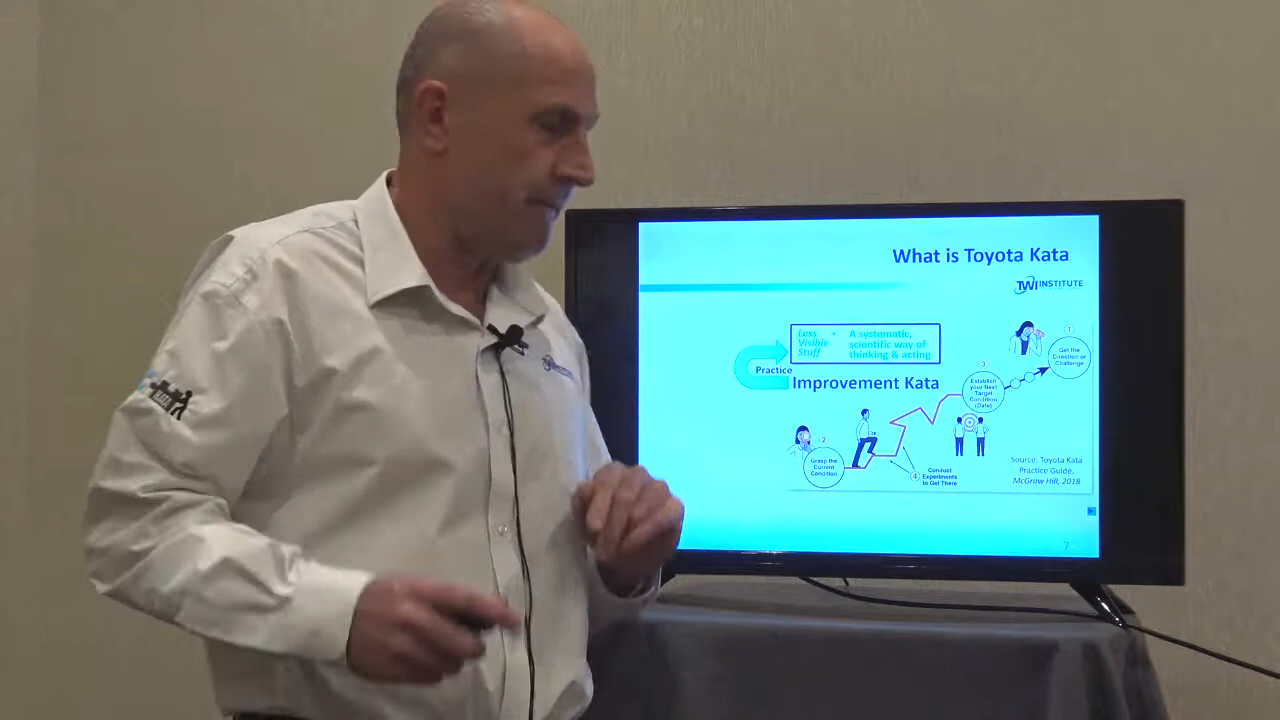 What is Toyota Kata
TWI INSTITUTE
Less
Visible
Stuff
-
A systematic,
scientific way of
thinking & acting
Practice
Improvement Kata
1
Get the
Direction or
Challenge
3
Establish
your Next
Target
Condition
(Date)
2
Grasp the
Current
Condition
4
Conduct
Experiments
to Get There
Source: Toyota Kata
Practice Guide,
McGraw Hill, 2018
7